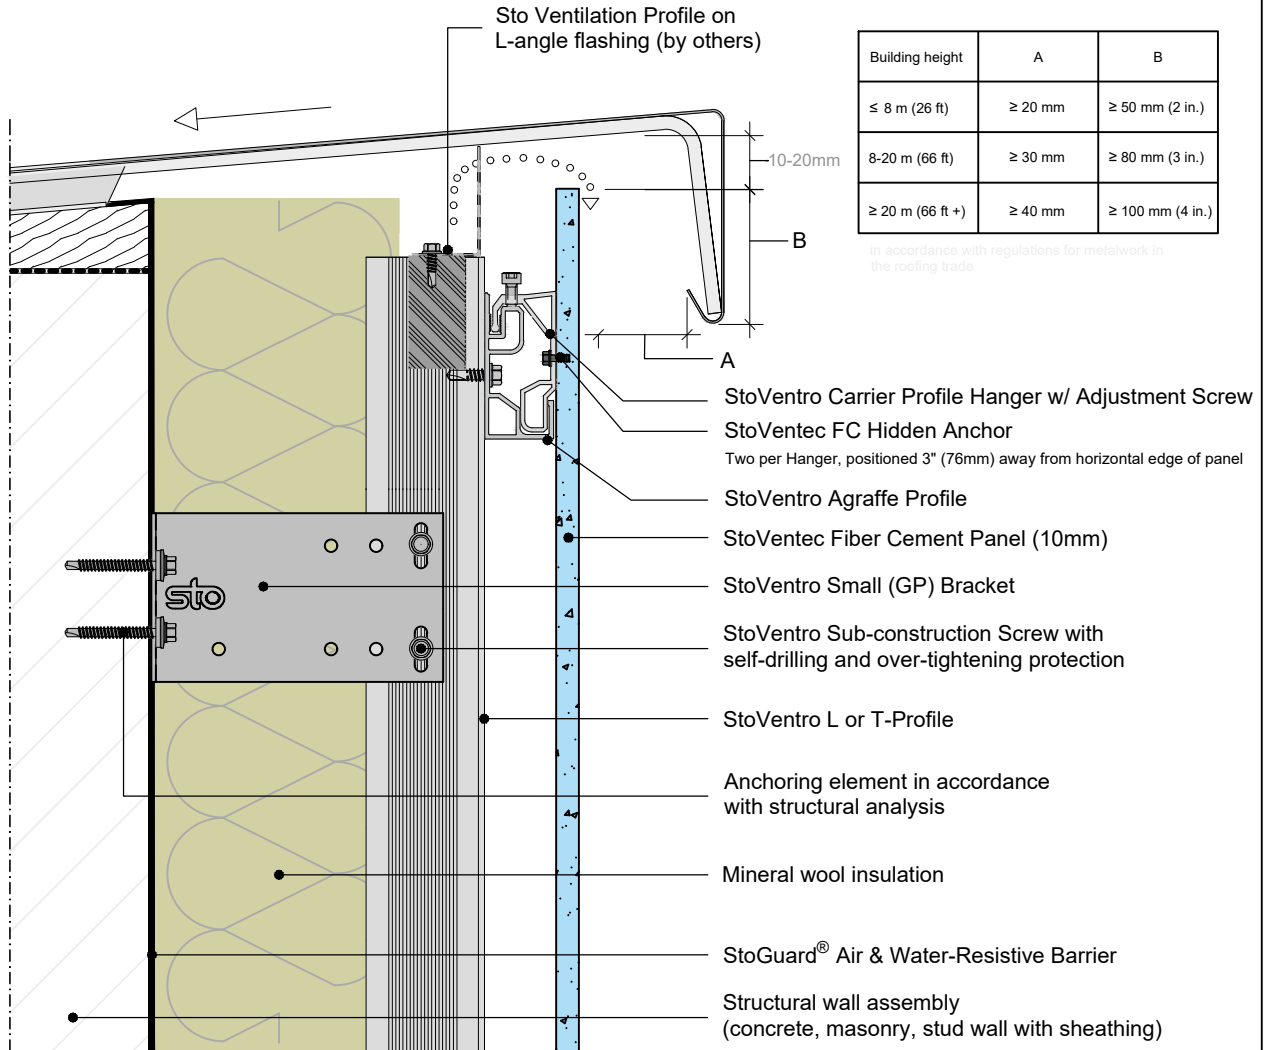 Sto Ventilation Profile on
L-angle flashing (by others)
Building height A B
≤ 8 m (26 ft) ≥ 20 mm ≥ 50 mm (2 in.)
8-20 m (66 ft) ≥ 30 mm ≥ 80 mm (3 in.)
≥ 20 m (66 ft +) ≥ 40 mm ≥ 100 mm (4 in.)
in accordance with regulations for metalwork in
the roofing trade
10-20mm
B
A
StoVentro Carrier Profile Hanger w/ Adjustment Screw
StoVentec FC Hidden Anchor
Two per Hanger, positioned 3" (76mm) away from horizontal edge of panel
StoVentro Agraffe Profile
StoVentec Fiber Cement Panel (10mm)
StoVentro Small (GP) Bracket
sto
StoVentro Sub-construction Screw with
self-drilling and over-tightening protection
StoVentro L or T-Profile
Anchoring element in accordance
with structural analysis
Mineral wool insulation
StoGuard® Air & Water-Resistive Barrier
Structural wall assembly
(concrete, masonry, stud wall with sheathing)